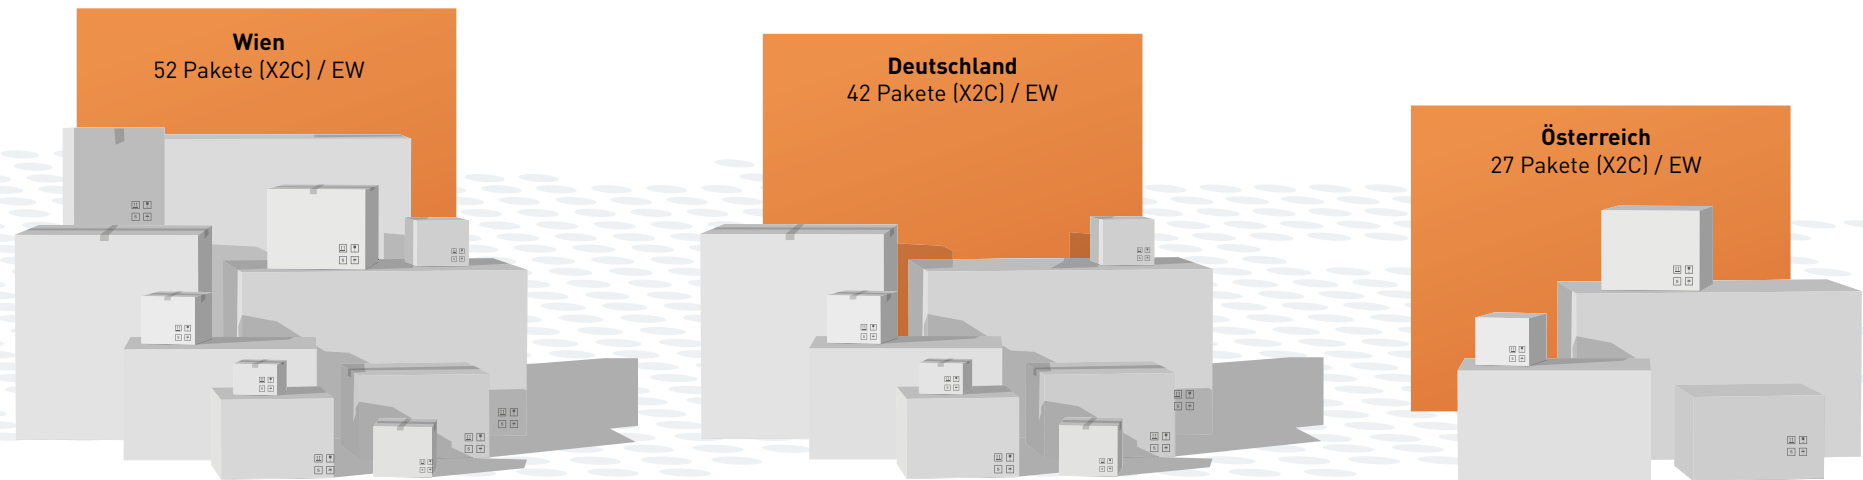 Wien
52 Pakete (X2C) / EW
Deutschland
42 Pakete (X2C) / EW
Österreich
27 Pakete (X2C) / EW